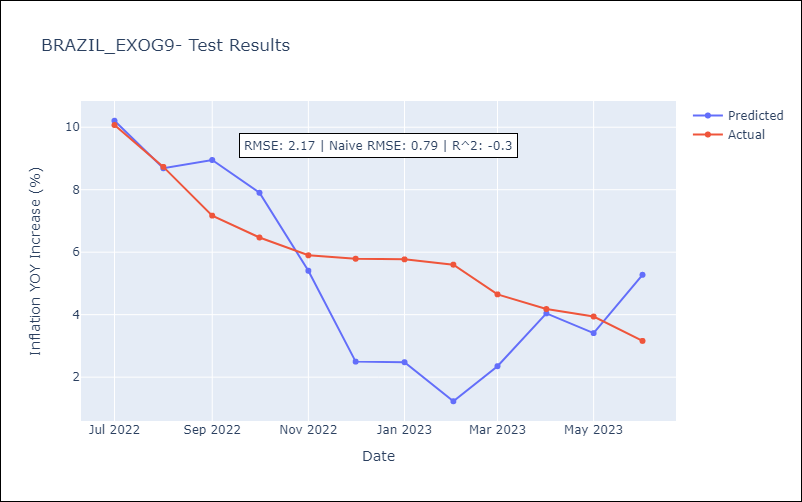 BRAZIL_EXOG9- Test Results
Predicted
Actual
RMSE: 2.17 | Naive RMSE: 0.79 | R^2: -0.3
Inflation YOY Increase (%)
10
8
6
4
2
Jul 2022 Sep 2022 Nov 2022 Jan 2023 Mar 2023 May 2023
Date